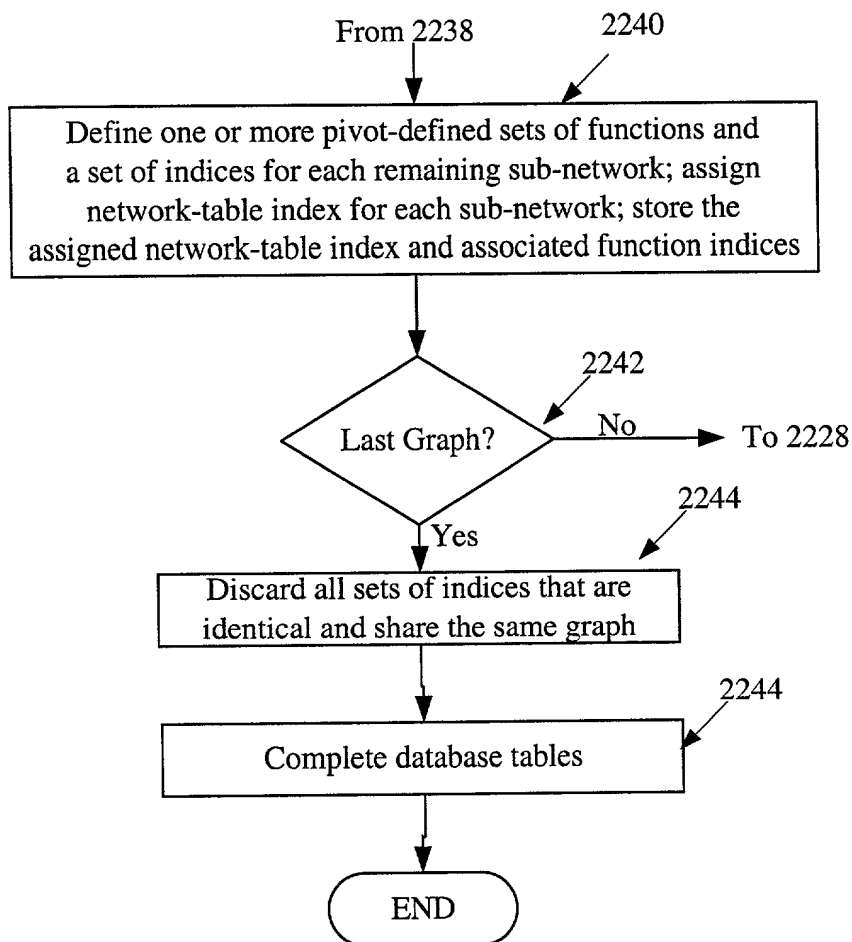 From 2238
2240
Define one or more pivot-defined sets of functions and
a set of indices for each remaining sub-network; assign
network-table index for each sub-network; store the
assigned network-table index and associated function indices
2242
Last Graph?
No
To 2228
Yes
2244
Discard all sets of indices that are
identical and share the same graph
2244
Complete database tables
END